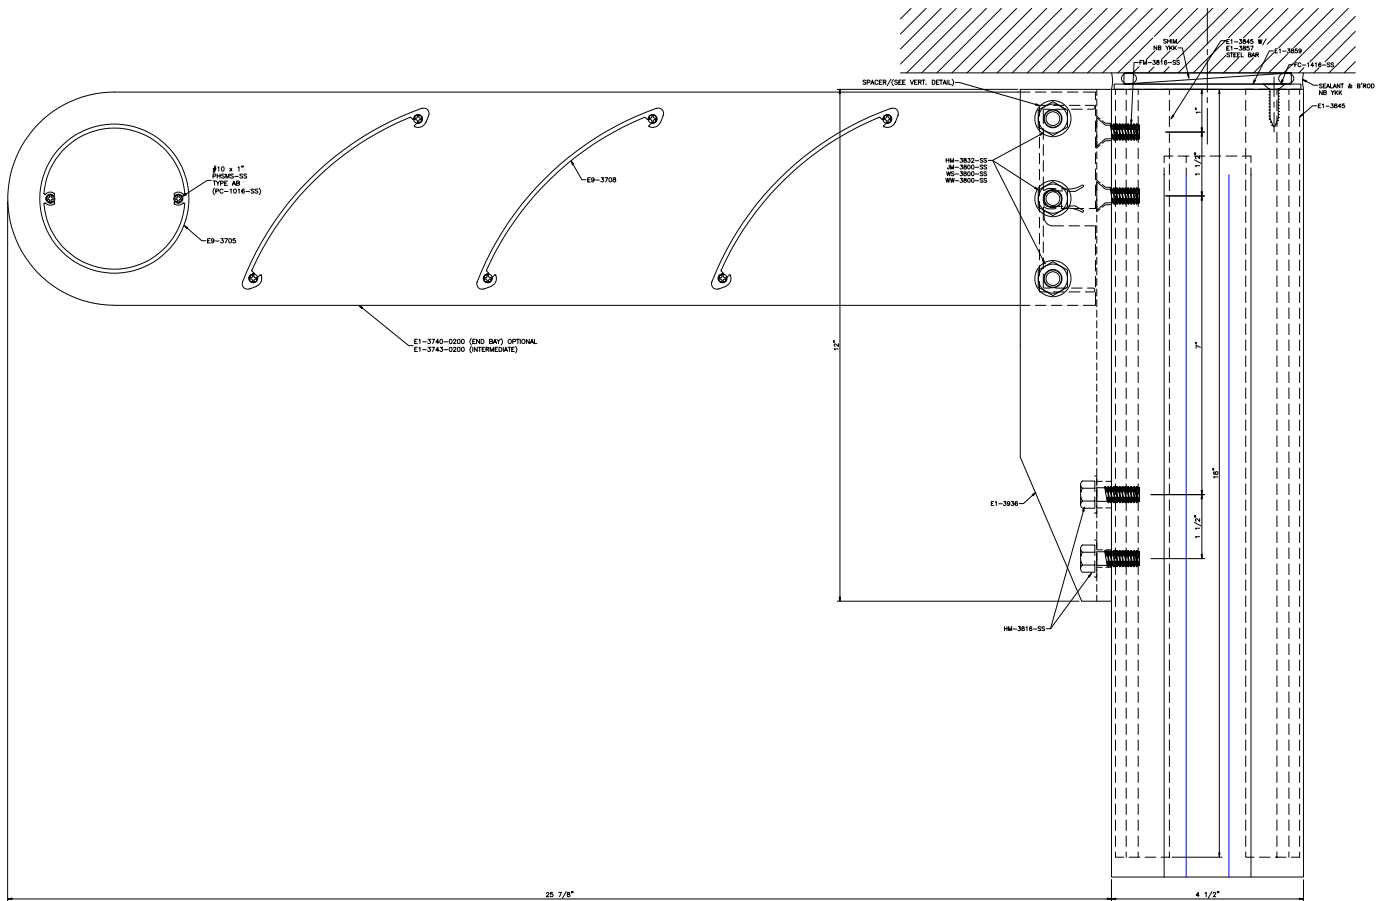 SHIM
NB YKK
E1-3845 W/
E1-3857
STEEL BAR
E1-3859
FM-3816-SS
FC-1416-SS
SPACER/(SEE VERT. DETAIL)
SEALANT & B'ROD
NB YKK
E1-3845
1"
#10 x 1"
PHSMS-SS
TYPE AB
(PC-1016-SS)
HM-3832-SS
JM-3800-SS
WS-3800-SS
WW-3800-SS
1 1/2"
E9-3708
E9-3705
E1-3740-0200 (END BAY) OPTIONAL
E1-3743-0200 (INTERMEDIATE)
12"
7"
18"
E1-3936
1 1/2"
HM-3816-SS
25 7/8"
4 1/2"